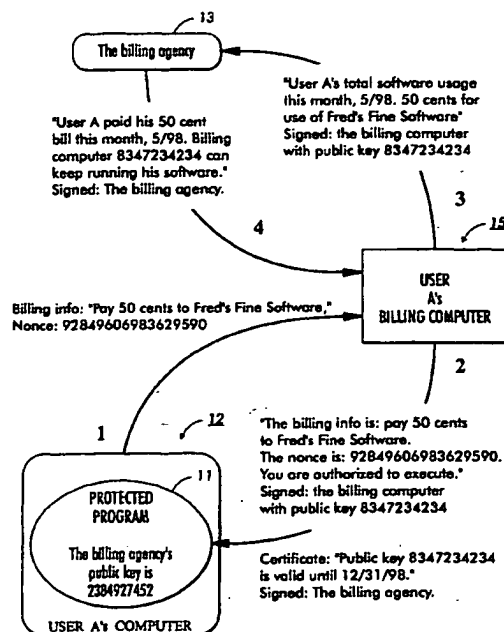 13
The billing agency
"User A's total software usage
this month, 5/98. 50 cents for
use of Fred's Fine Software"
Signed: the billing computer
with public key 8347234234
"User A paid his 50 cent
bill this month, 5/98. Billing
computer 8347234234 can
keep running his software."
Signed: The billing agency.
3
4
15
USER
A's
BILLING COMPUTER
Billing info: "Pay 50 cents to Fred's Fine Software,"
Nonce: 92849606983629590
2
1
12
"The billing info is: pay 50 cents
to Fred's Fine Software.
The nonce is: 92849606983629590.
You are authorized to execute."
Signed: the billing computer
with public key 8347234234
11
PROTECTED
PROGRAM
The billing agency's
public key is
2384927452
Certificate: "Public key 8347234234
is valid until 12/31/98."
Signed: The billing agency.
USER A's COMPUTER